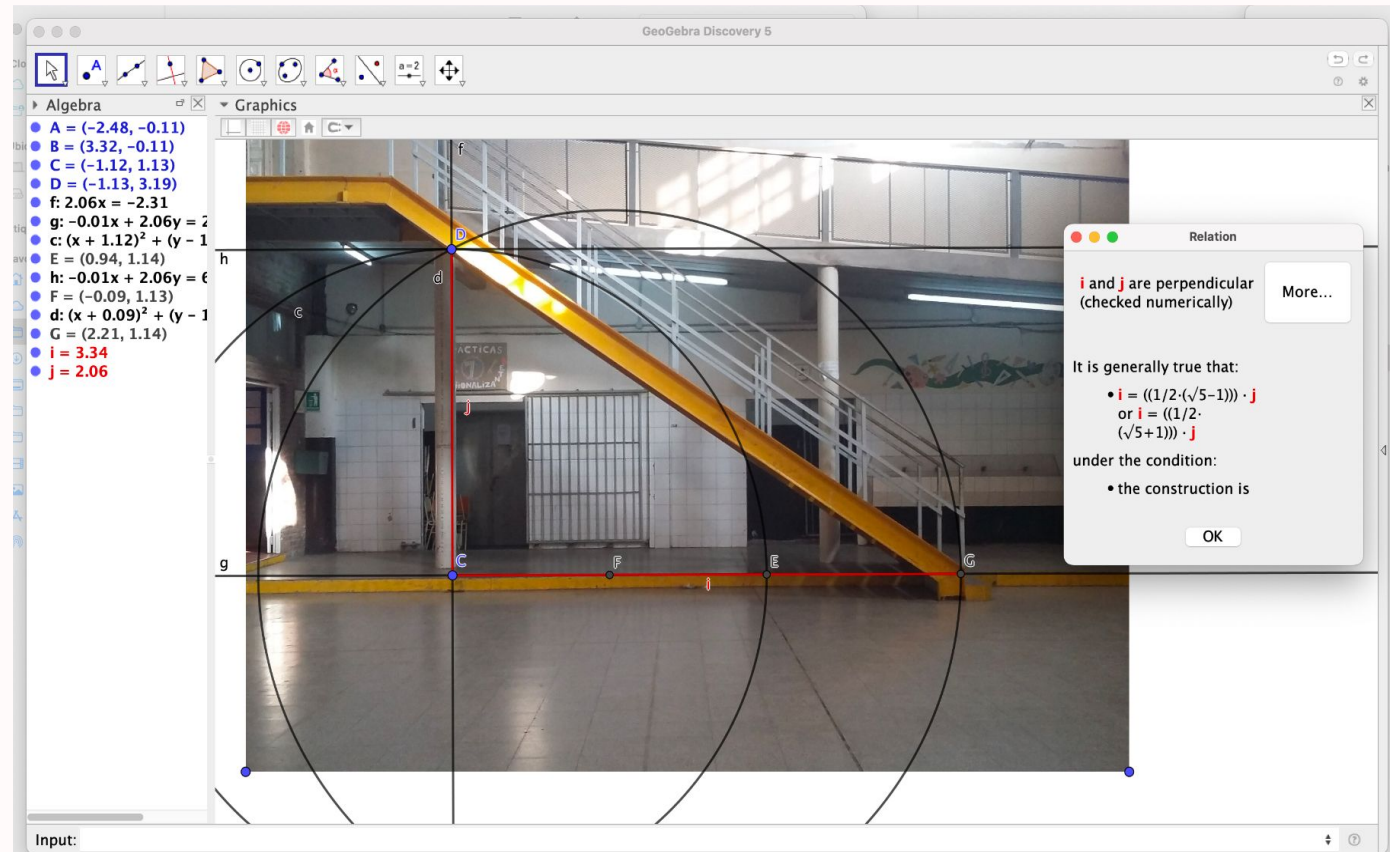 GeoGebra Discovery 5
A
a=2
Algebra
Graphics
A = (−2.48, −0.11)
B = (3.32, −0.11)
C = (−1.12, 1.13)
D = (−1.13, 3.19)
f: 2.06x = −2.31
g: −0.01x + 2.06y = 2
c: (x + 1.12)² + (y − 1
E = (0.94, 1.14)
h: −0.01x + 2.06y = 6
F = (−0.09, 1.13)
d: (x + 0.09)² + (y − 1
G = (2.21, 1.14)
i = 3.34
j = 2.06
f
D
h
d
c
ACTICAS
j
C
F
E
G
g
i
Relation
i and j are perpendicular
(checked numerically)
More...
It is generally true that:
• i = ((1/2·(√5−1))) · j
or i = ((1/2·
(√5+1))) · j
under the condition:
• the construction is
OK
Input: